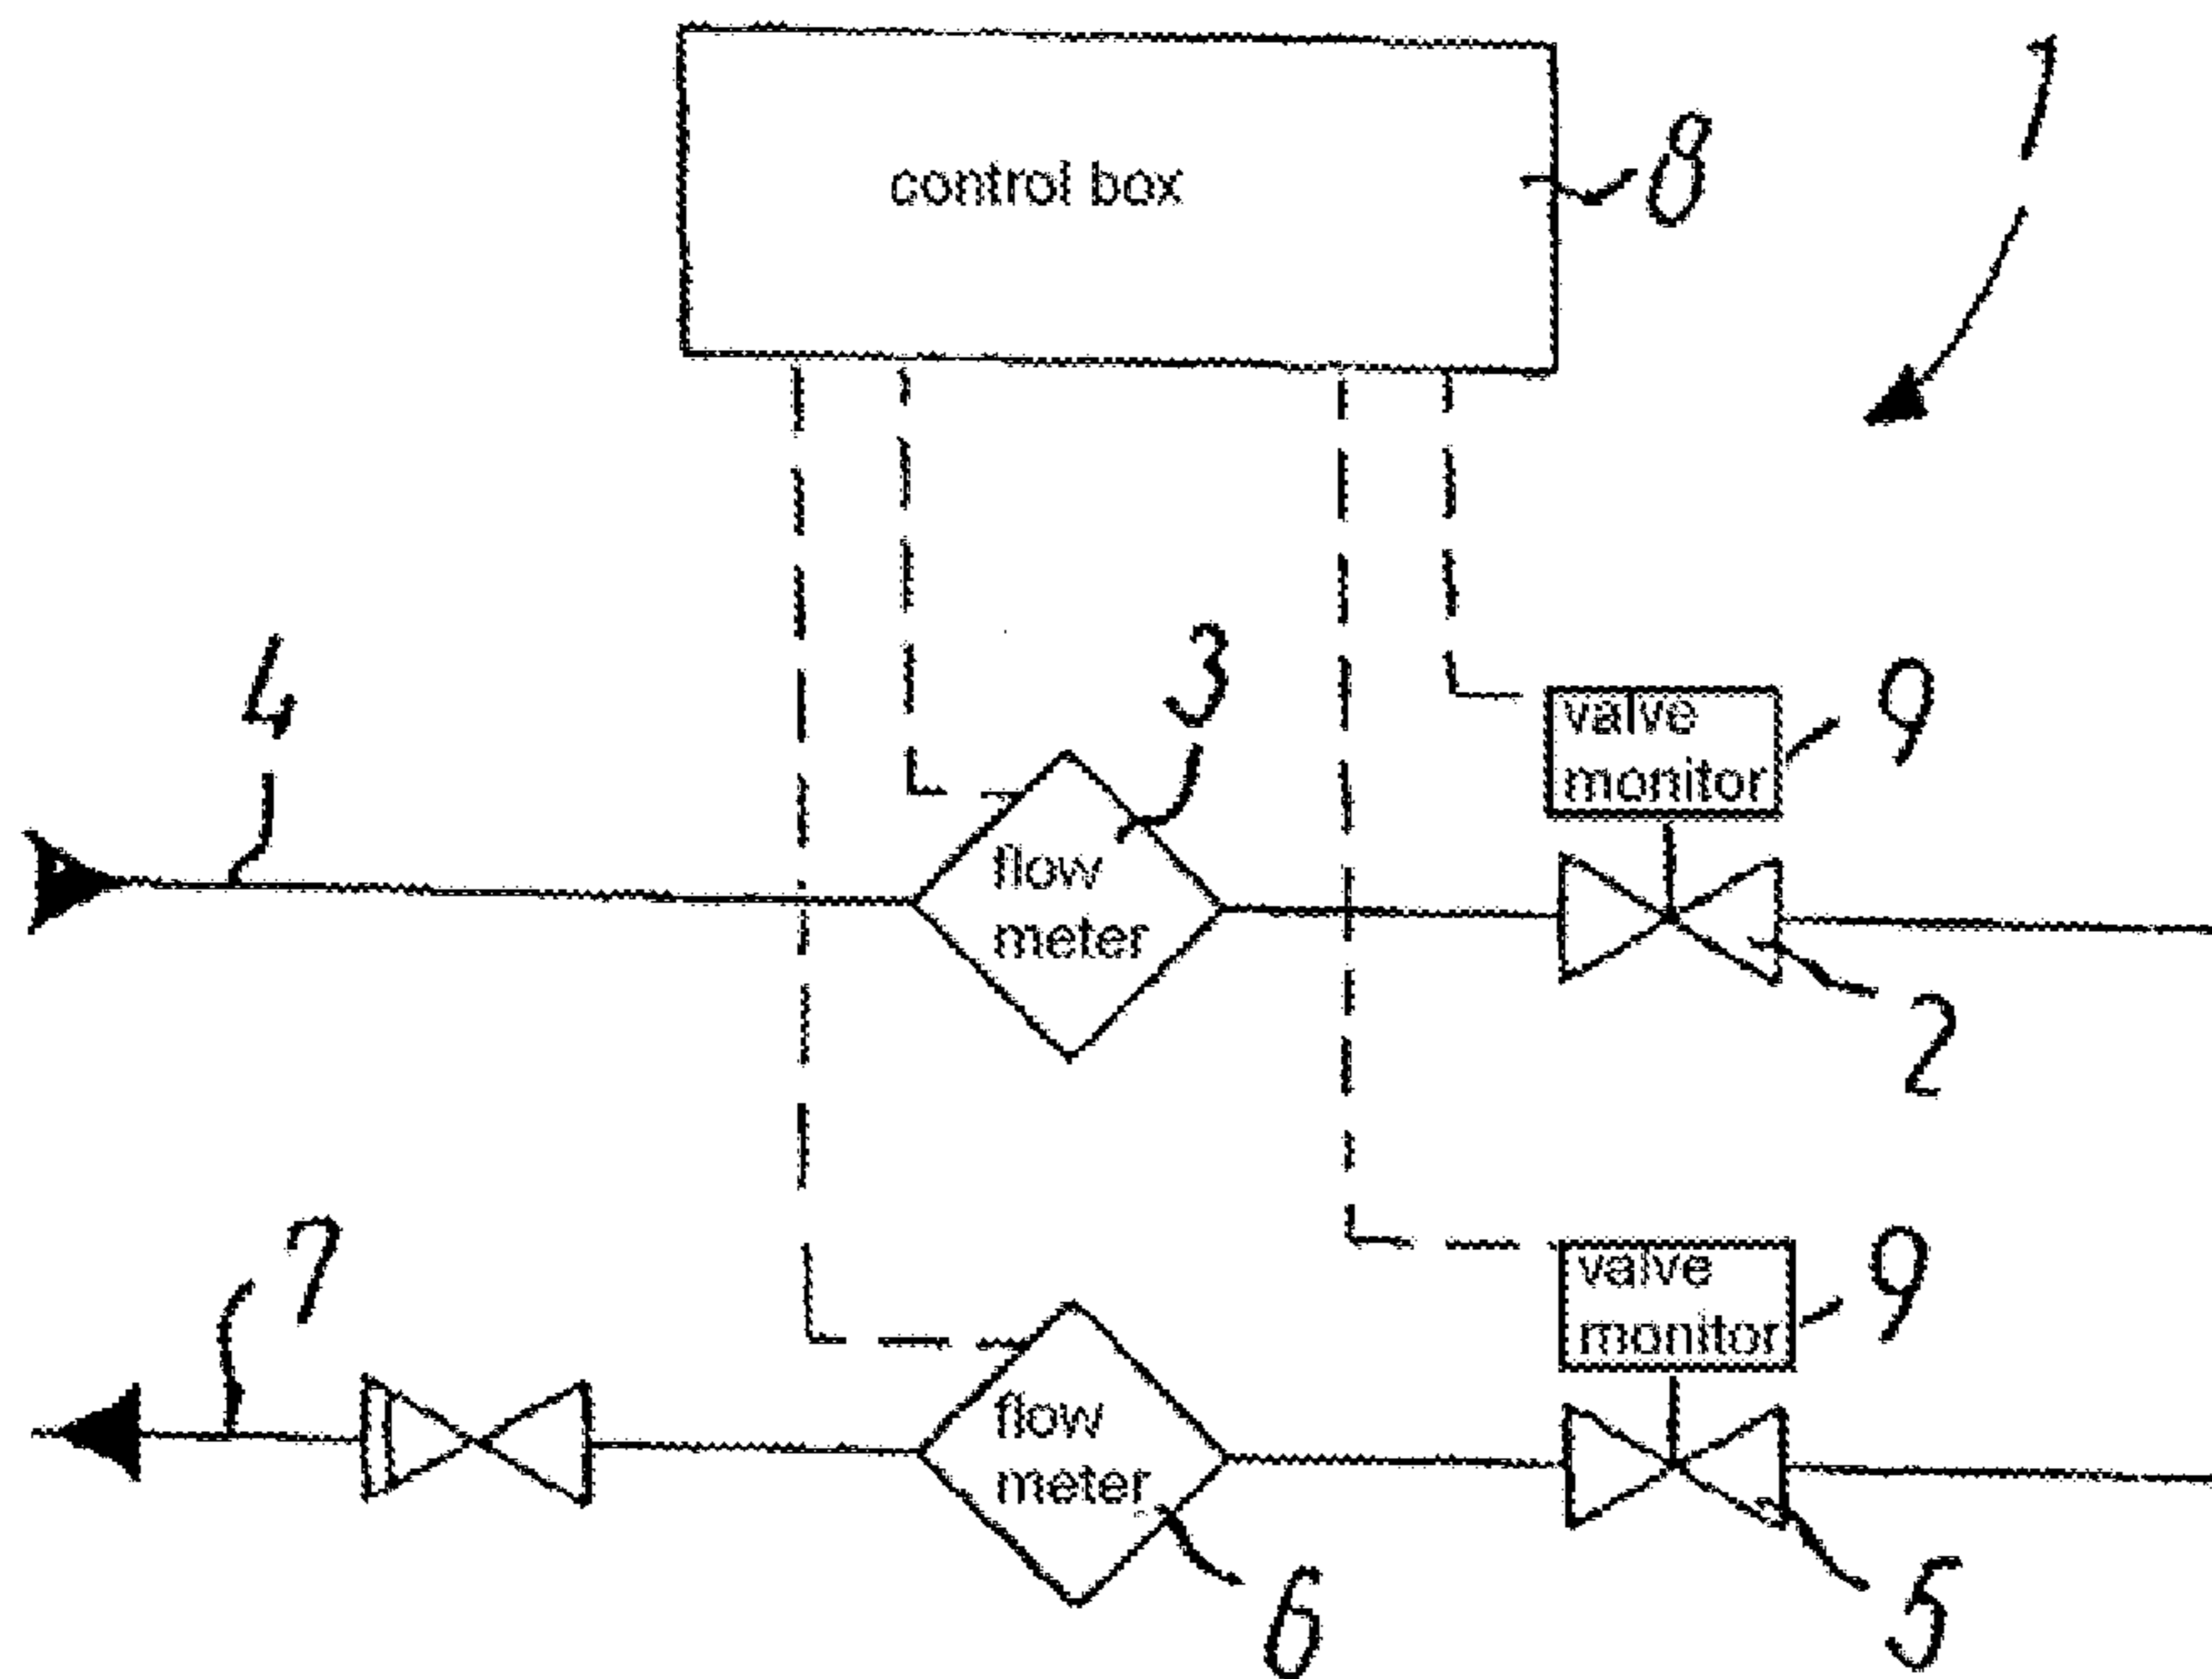 1
control box
8
4
3
valve
monitor
9
flow
meter
2
7
valve
monitor
9
flow
meter
6
5